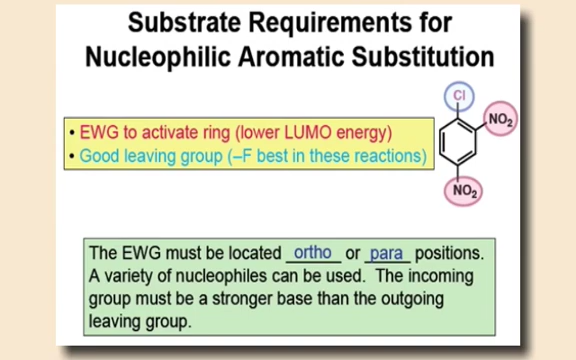 Substrate Requirements for
Nucleophilic Aromatic Substitution
Cl
NO2
• EWG to activate ring (lower LUMO energy)
• Good leaving group (–F best in these reactions)
NO2
The EWG must be located ortho or para positions.
A variety of nucleophiles can be used. The incoming
group must be a stronger base than the outgoing
leaving group.